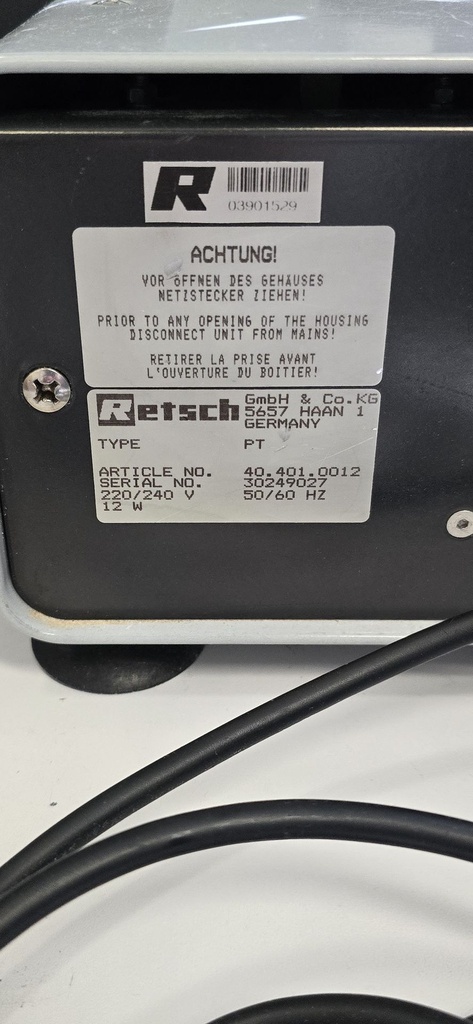 R
03901529
ACHTUNG!
VOR ÖFFNEN DES GEHÄUSES
NETZSTECKER ZIEHEN!
PRIOR TO ANY OPENING OF THE HOUSING
DISCONNECT UNIT FROM MAINS!
RETIRER LA PRISE AVANT
L'OUVERTURE DU BOITIER!
Retsch GmbH & Co.KG
5657 HAAN 1
GERMANY
TYPE PT
ARTICLE NO. 40.401.0012
SERIAL NO. 30249027
220/240 V 50/60 HZ
12 W